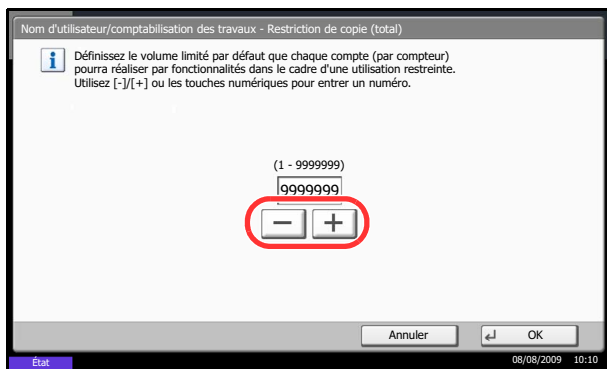 Nom d'utilisateur/comptabilisation des travaux - Restriction de copie (total)
Définissez le volume limité par défaut que chaque compte (par compteur)
pourra réaliser par fonctionnalités dans le cadre d'une utilisation restreinte.
Utilisez [-]/[+] ou les touches numériques pour entrer un numéro.
(1 - 9999999)
9999999
− +
Annuler OK
État 08/08/2009 10:10